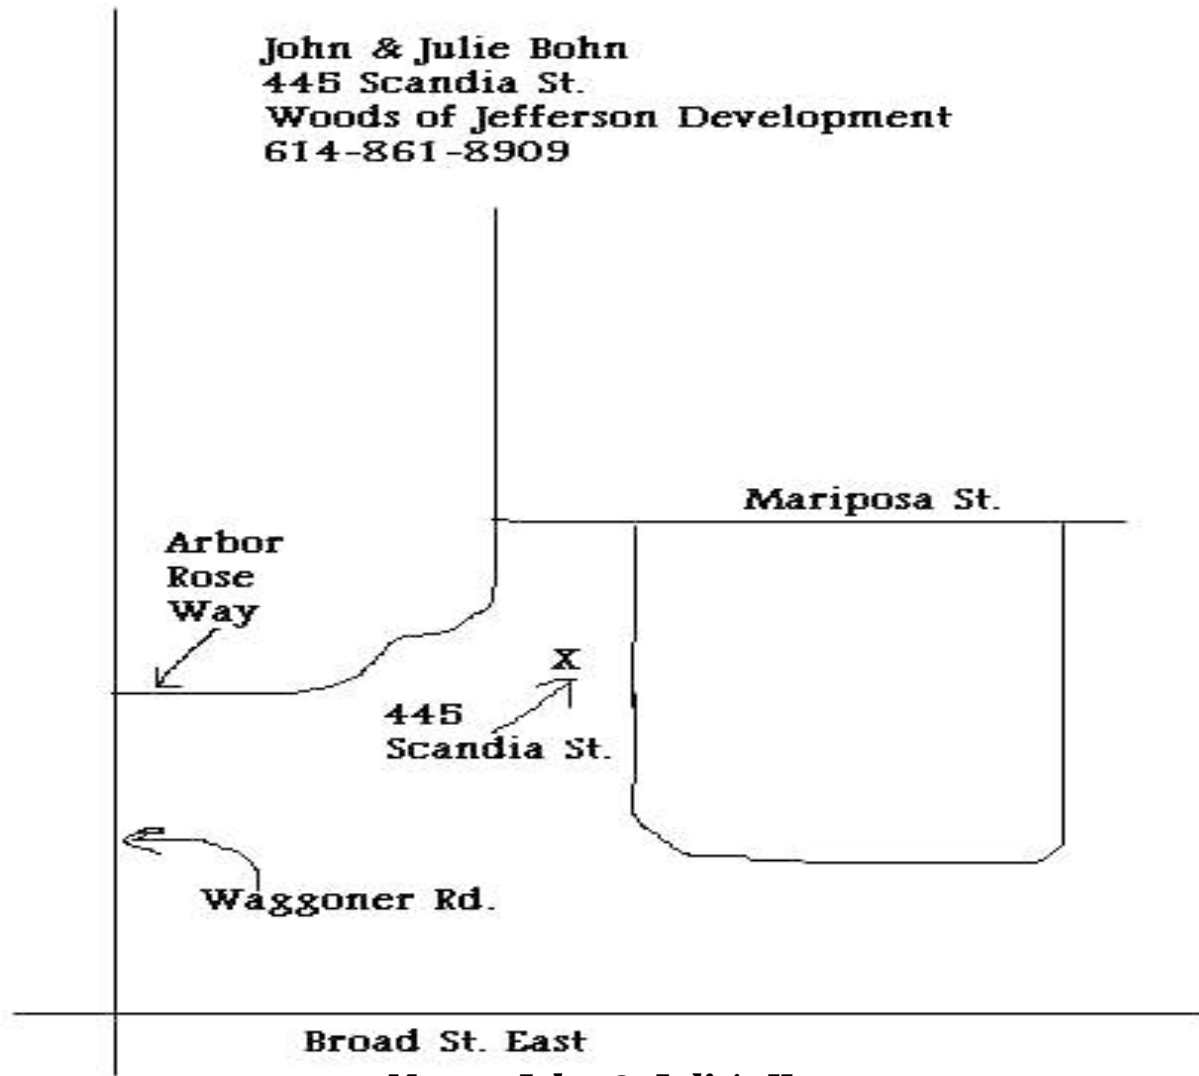 John & Julie Bohn
445 Scandia St.
Woods of Jefferson Development
614-861-8909
Mariposa St.
Arbor
Rose
Way
X
445
Scandia St.
Waggoner Rd.
Broad St. East